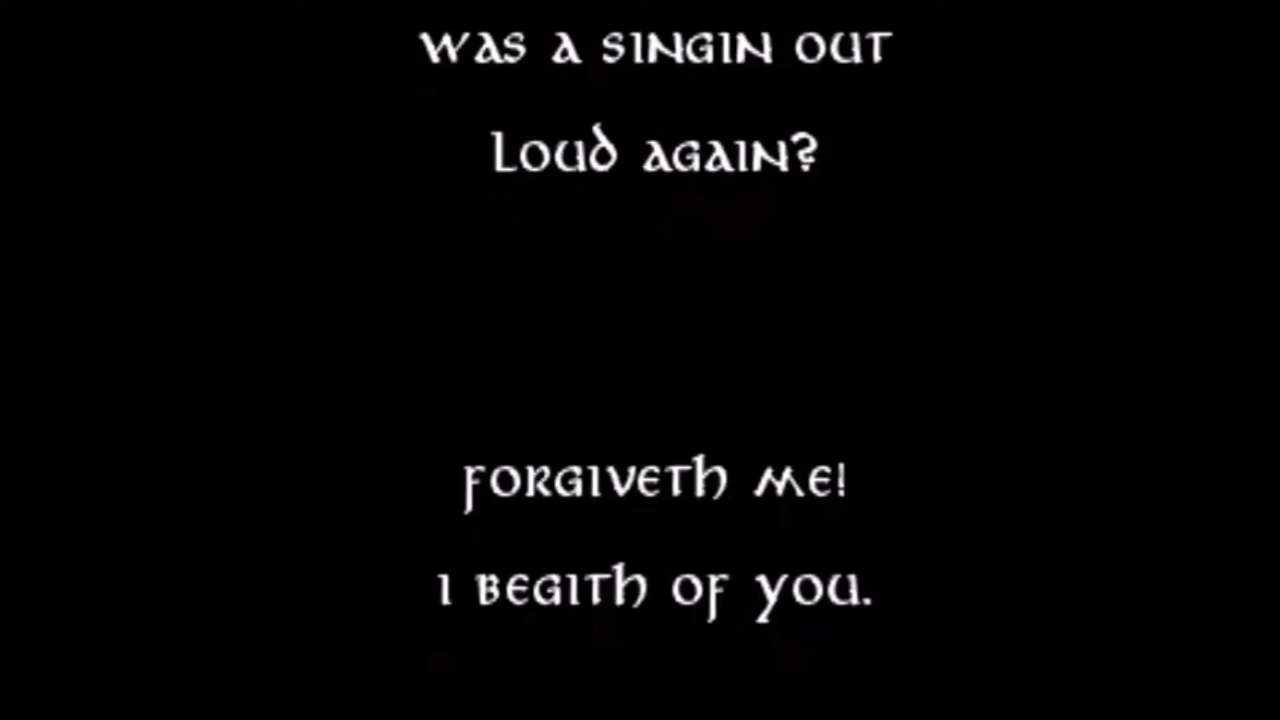 WAS A SINGIN OUT
LOUD AGAIN?
FORGIVETH ME!
I BEGITH OF YOU.